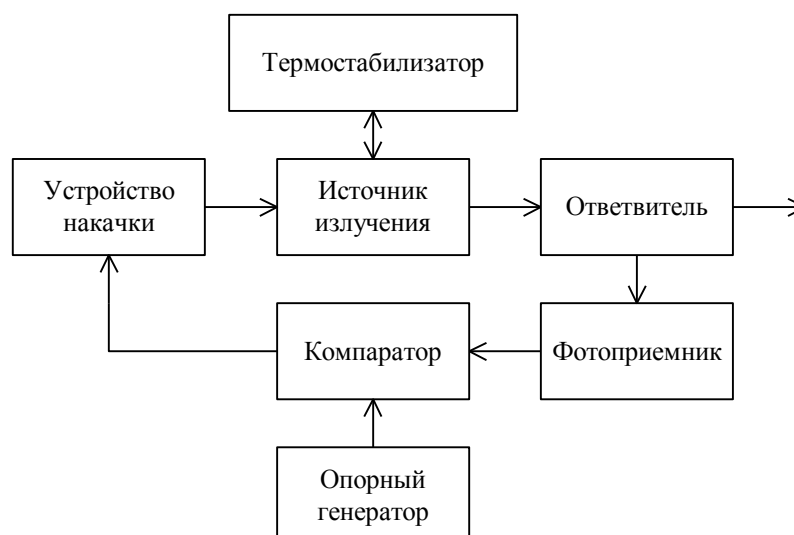 Термостабилизатор
Устройство
накачки
Источник
излучения
Ответвитель
Компаратор
Фотоприемник
Опорный
генератор